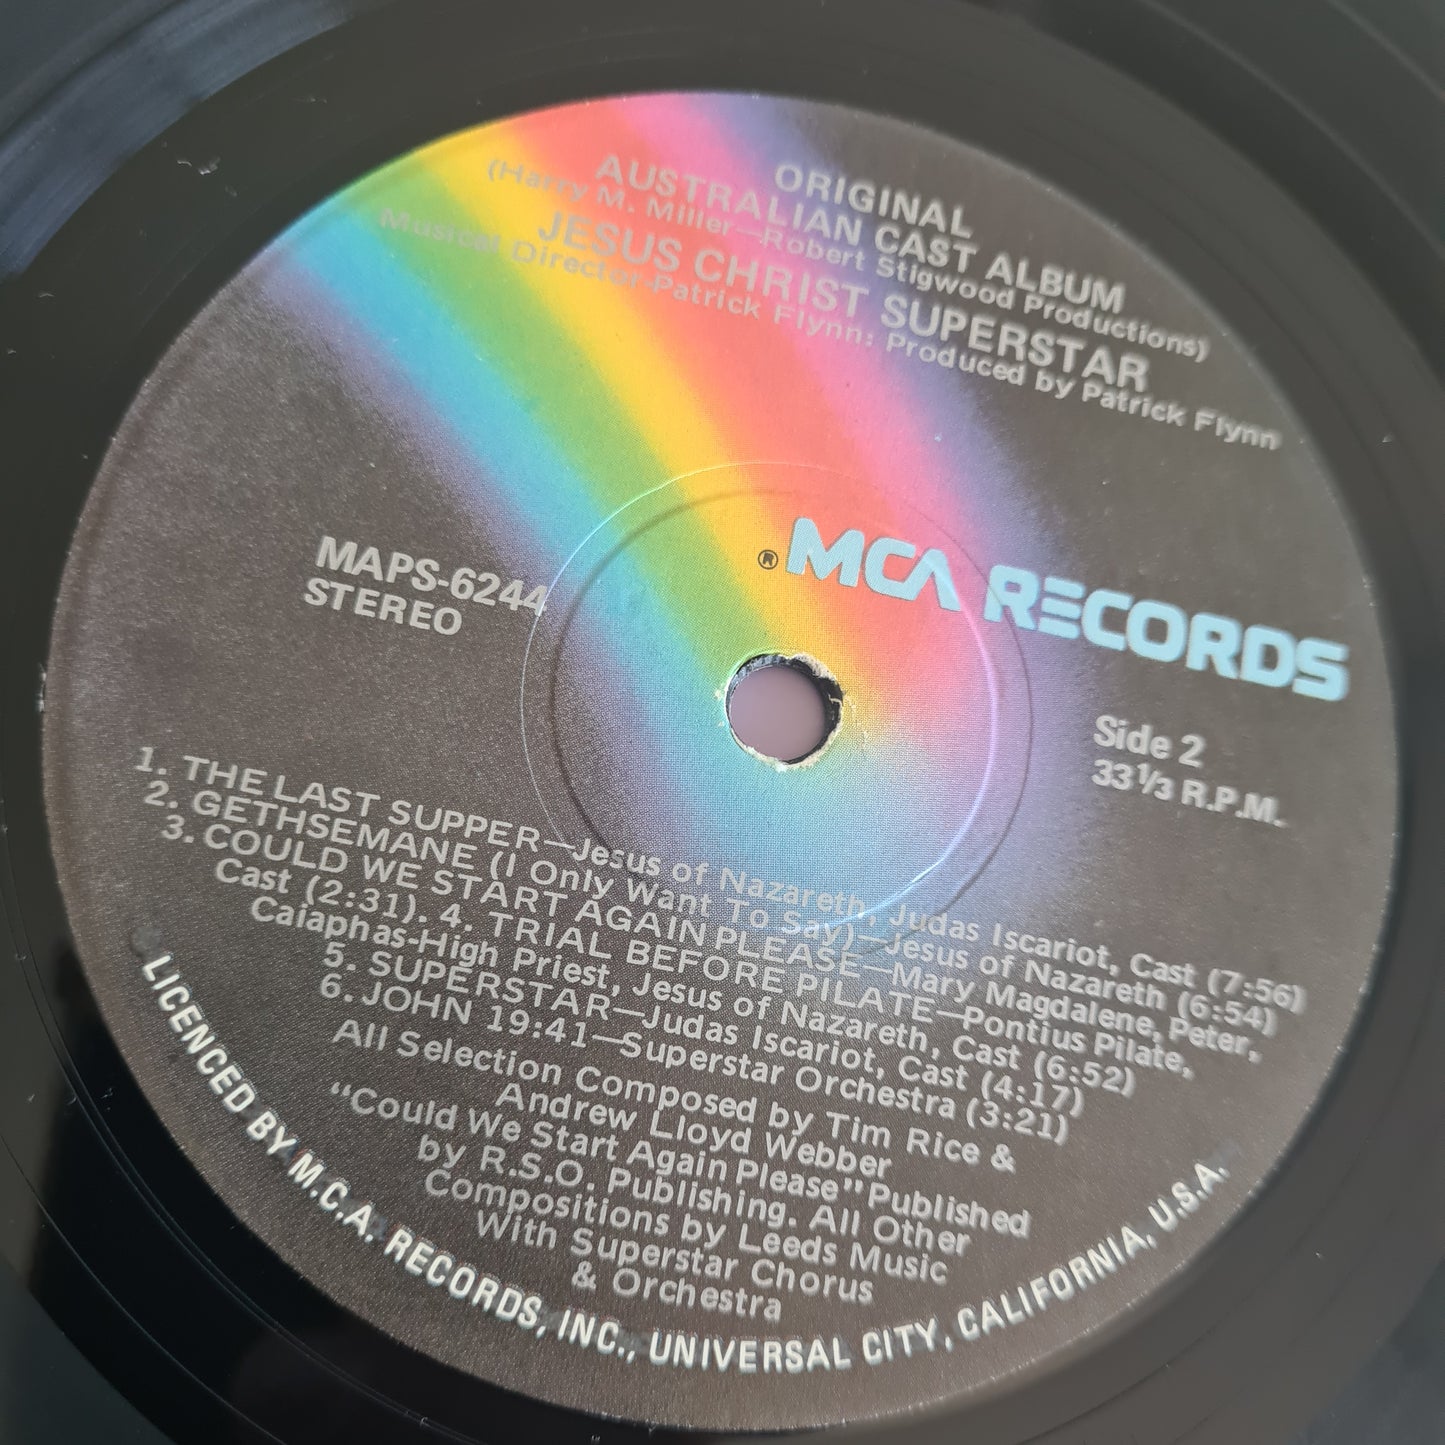 ORIGINAL
AUSTRALIAN CAST ALBUM
(Harry M. Miller—Robert Stigwood Productions)
JESUS CHRIST SUPERSTAR
Musical Director-Patrick Flynn: Produced by Patrick Flynn
® MCA RECORDS
MAPS-6244
STEREO
Side 2
33⅓ R.P.M.
1. THE LAST SUPPER—Jesus of Nazareth, Judas Iscariot, Cast (7:56)
2. GETHSEMANE (I Only Want To Say)—Jesus of Nazareth (6:54)
3. COULD WE START AGAIN PLEASE—Mary Magdalene, Peter,
Cast (2:31). 4. TRIAL BEFORE PILATE—Pontius Pilate,
Caiaphas-High Priest, Jesus of Nazareth, Cast (6:52)
5. SUPERSTAR—Judas Iscariot, Cast (4:17)
6. JOHN 19:41—Superstar Orchestra (3:21)
All Selection Composed by Tim Rice &
Andrew Lloyd Webber
"Could We Start Again Please" Published
by R.S.O. Publishing. All Other
Compositions by Leeds Music
With Superstar Chorus
& Orchestra
LICENCED BY M.C.A. RECORDS, INC., UNIVERSAL CITY, CALIFORNIA, U.S.A.